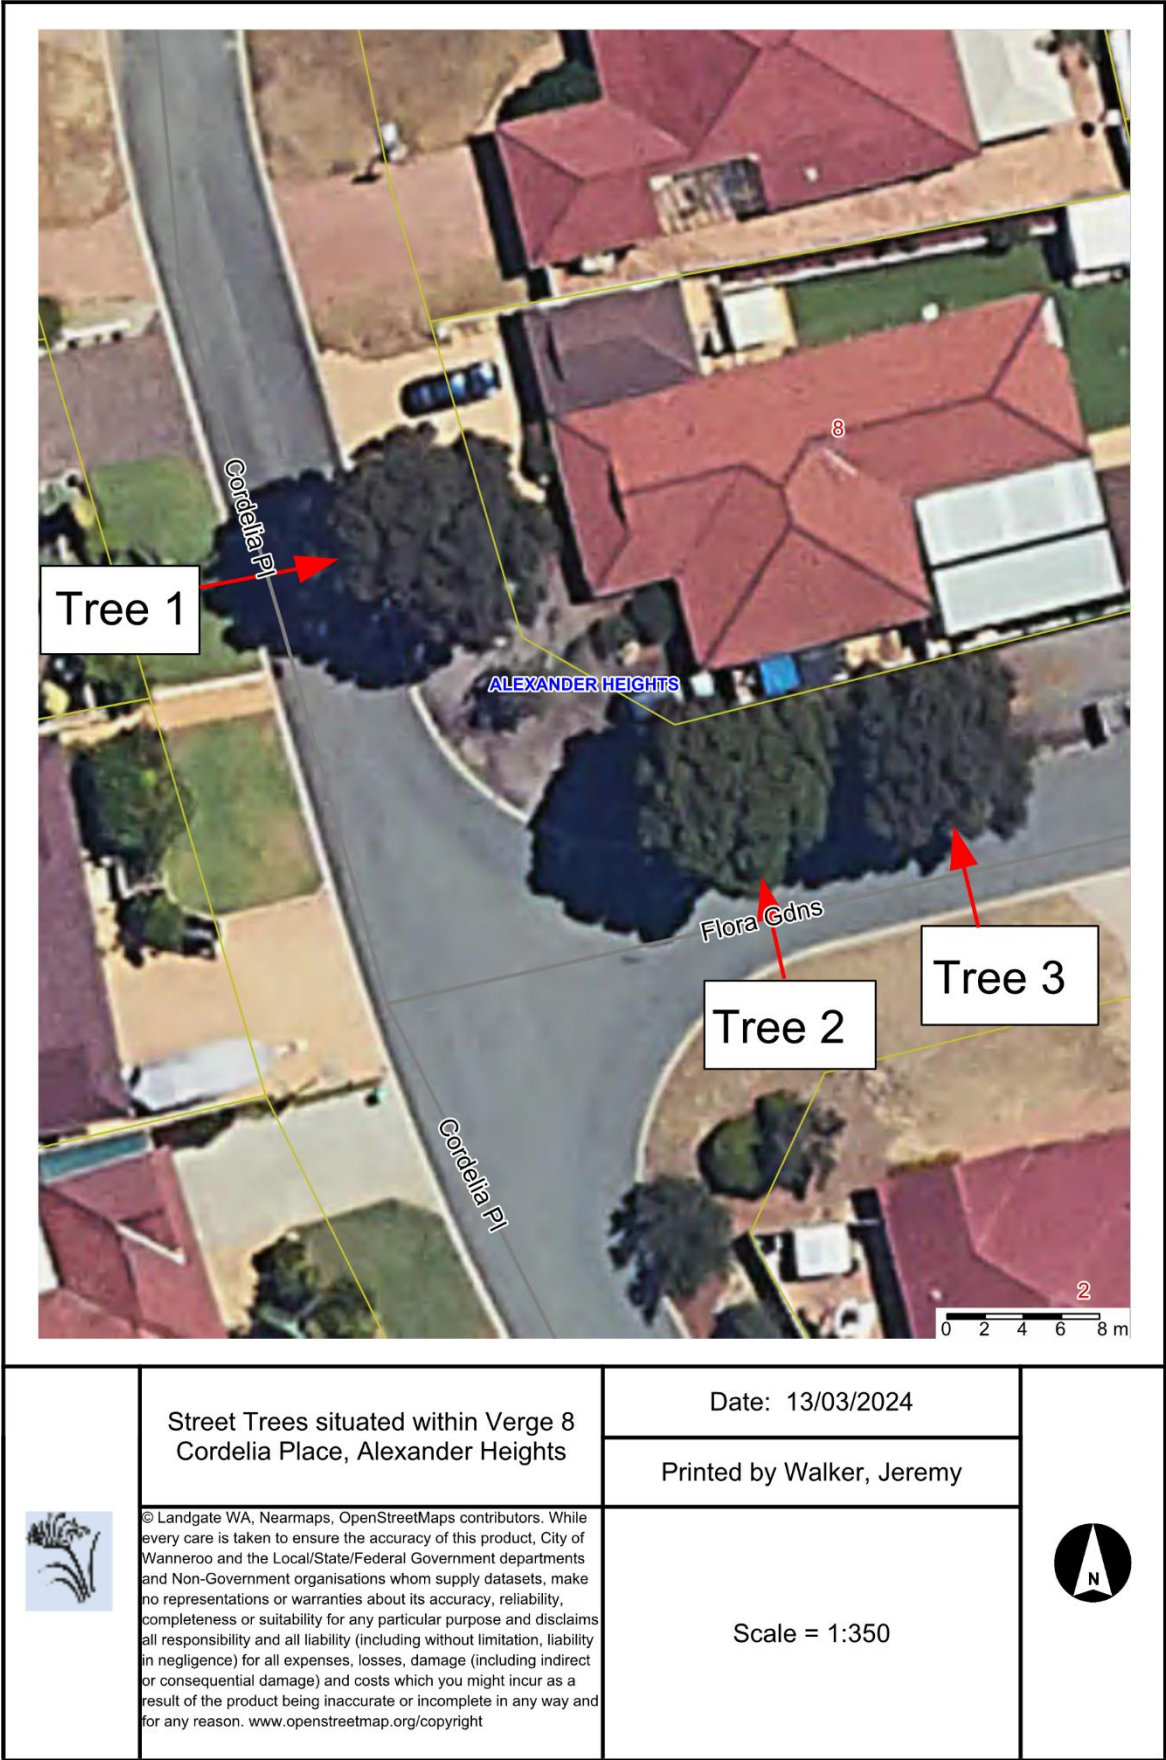 8
Cordelia Pl
Tree 1
ALEXANDER HEIGHTS
Flora Gdns
Tree 3
Tree 2
Cordelia Pl
2
0 2 4 6 8 m
Street Trees situated within Verge 8
Cordelia Place, Alexander Heights
Date: 13/03/2024
Printed by Walker, Jeremy
© Landgate WA, Nearmaps, OpenStreetMaps contributors. While
every care is taken to ensure the accuracy of this product, City of
Wanneroo and the Local/State/Federal Government departments
and Non-Government organisations whom supply datasets, make
no representations or warranties about its accuracy, reliability,
completeness or suitability for any particular purpose and disclaims
all responsibility and all liability (including without limitation, liability
in negligence) for all expenses, losses, damage (including indirect
or consequential damage) and costs which you might incur as a
result of the product being inaccurate or incomplete in any way and
for any reason. www.openstreetmap.org/copyright
Scale = 1:350
N